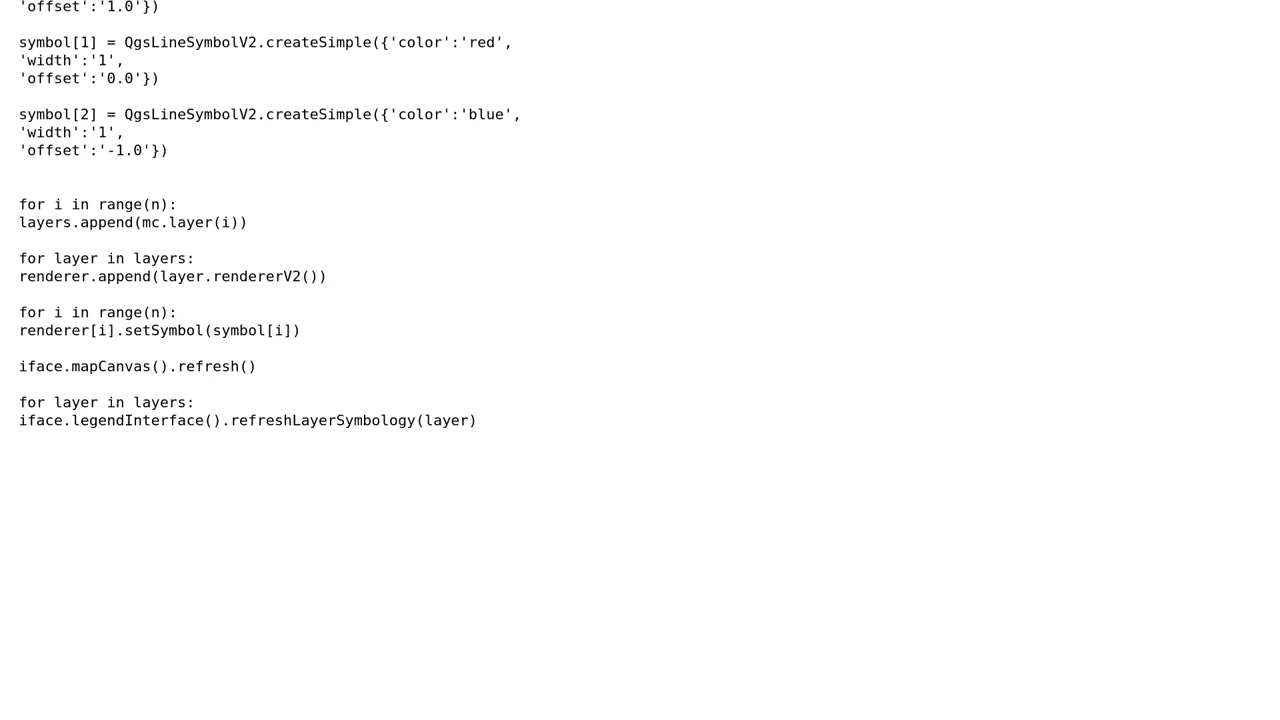 'offset':'1.0'})
symbol[1] = QgsLineSymbolV2.createSimple({'color':'red',
'width':'1',
'offset':'0.0'})
symbol[2] = QgsLineSymbolV2.createSimple({'color':'blue',
'width':'1',
'offset':'-1.0'})
for i in range(n):
layers.append(mc.layer(i))
for layer in layers:
renderer.append(layer.rendererV2())
for i in range(n):
renderer[i].setSymbol(symbol[i])
iface.mapCanvas().refresh()
for layer in layers:
iface.legendInterface().refreshLayerSymbology(layer)